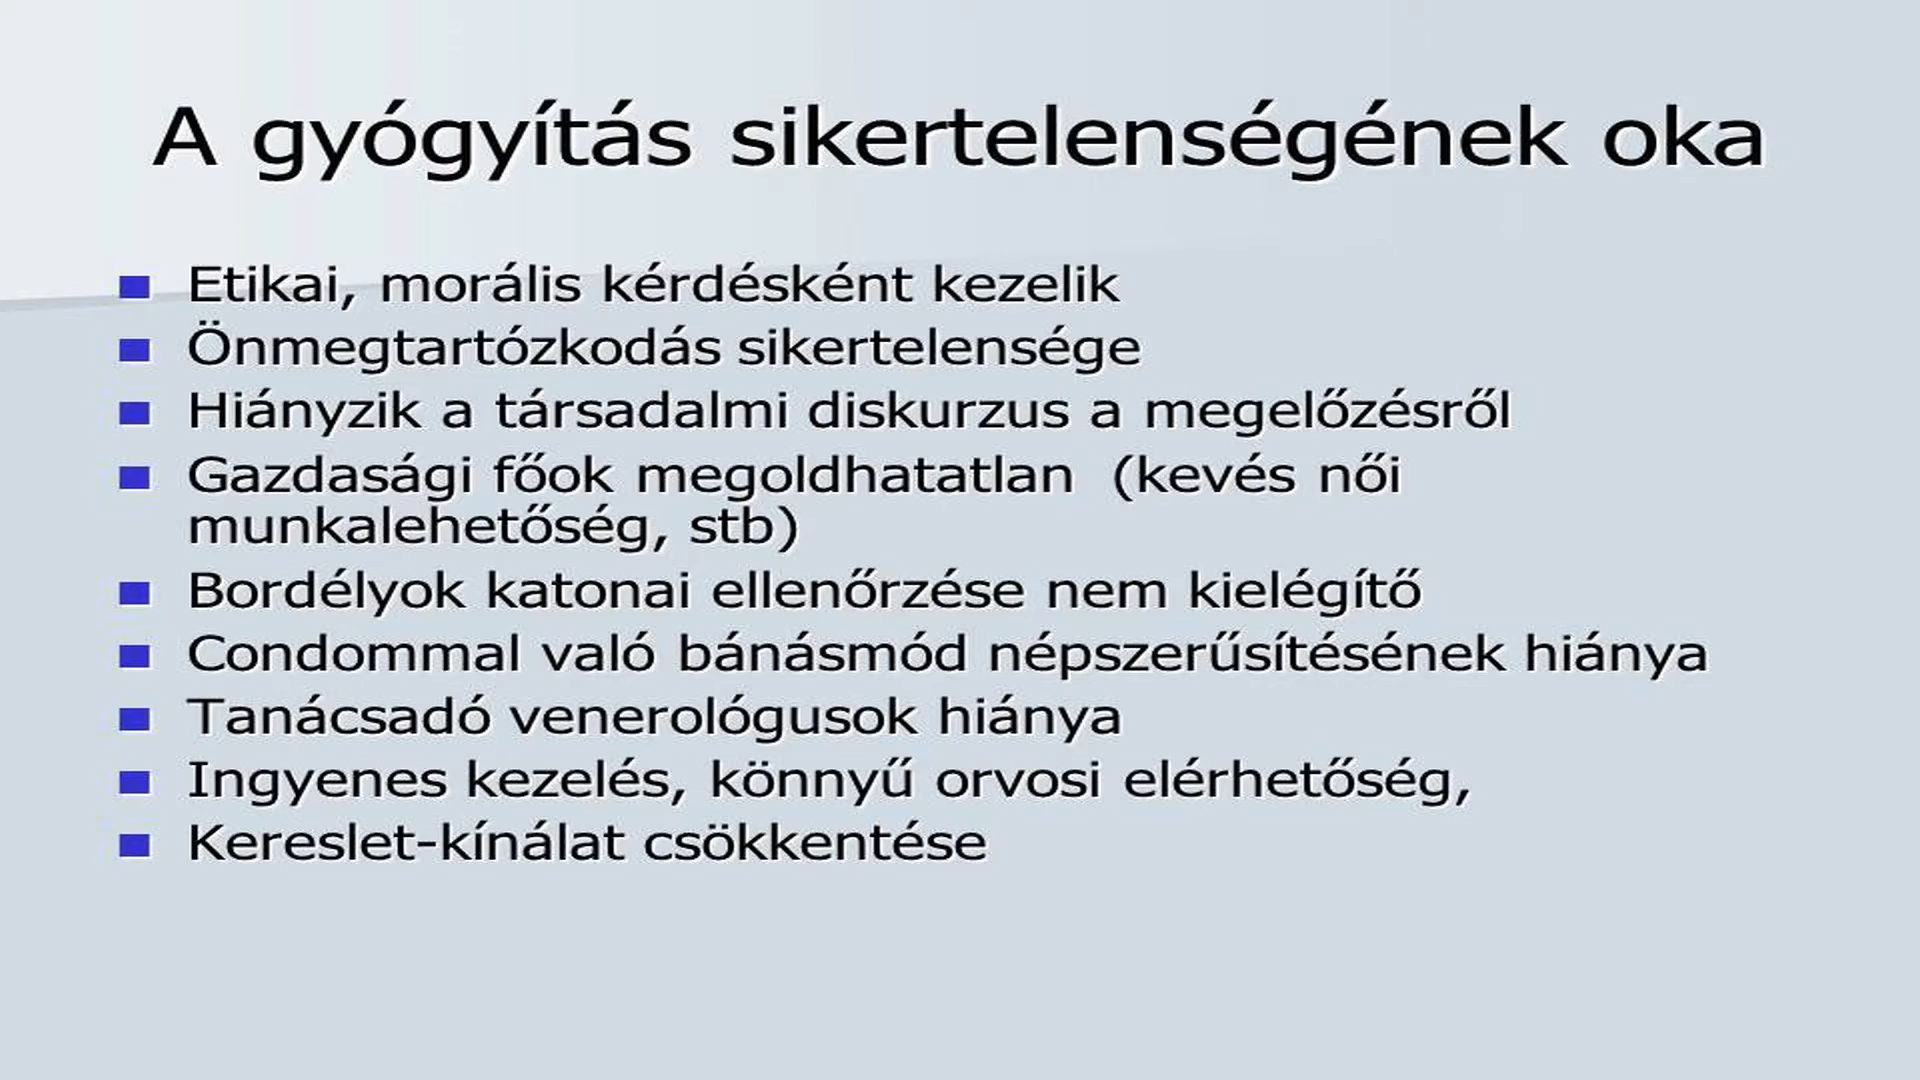 A gyógyítás sikertelenségének oka
Etikai, morális kérdésként kezelik
Önmegtartózkodás sikertelensége
Hiányzik a társadalmi diskurzus a megelőzésről
Gazdasági főok megoldhatatlan (kevés női
munkalehetőség, stb)
Bordélyok katonai ellenőrzése nem kielégítő
Condommal való bánásmód népszerűsítésének hiánya
Tanácsadó venerológusok hiánya
Ingyenes kezelés, könnyű orvosi elérhetőség,
Kereslet-kínálat csökkentése